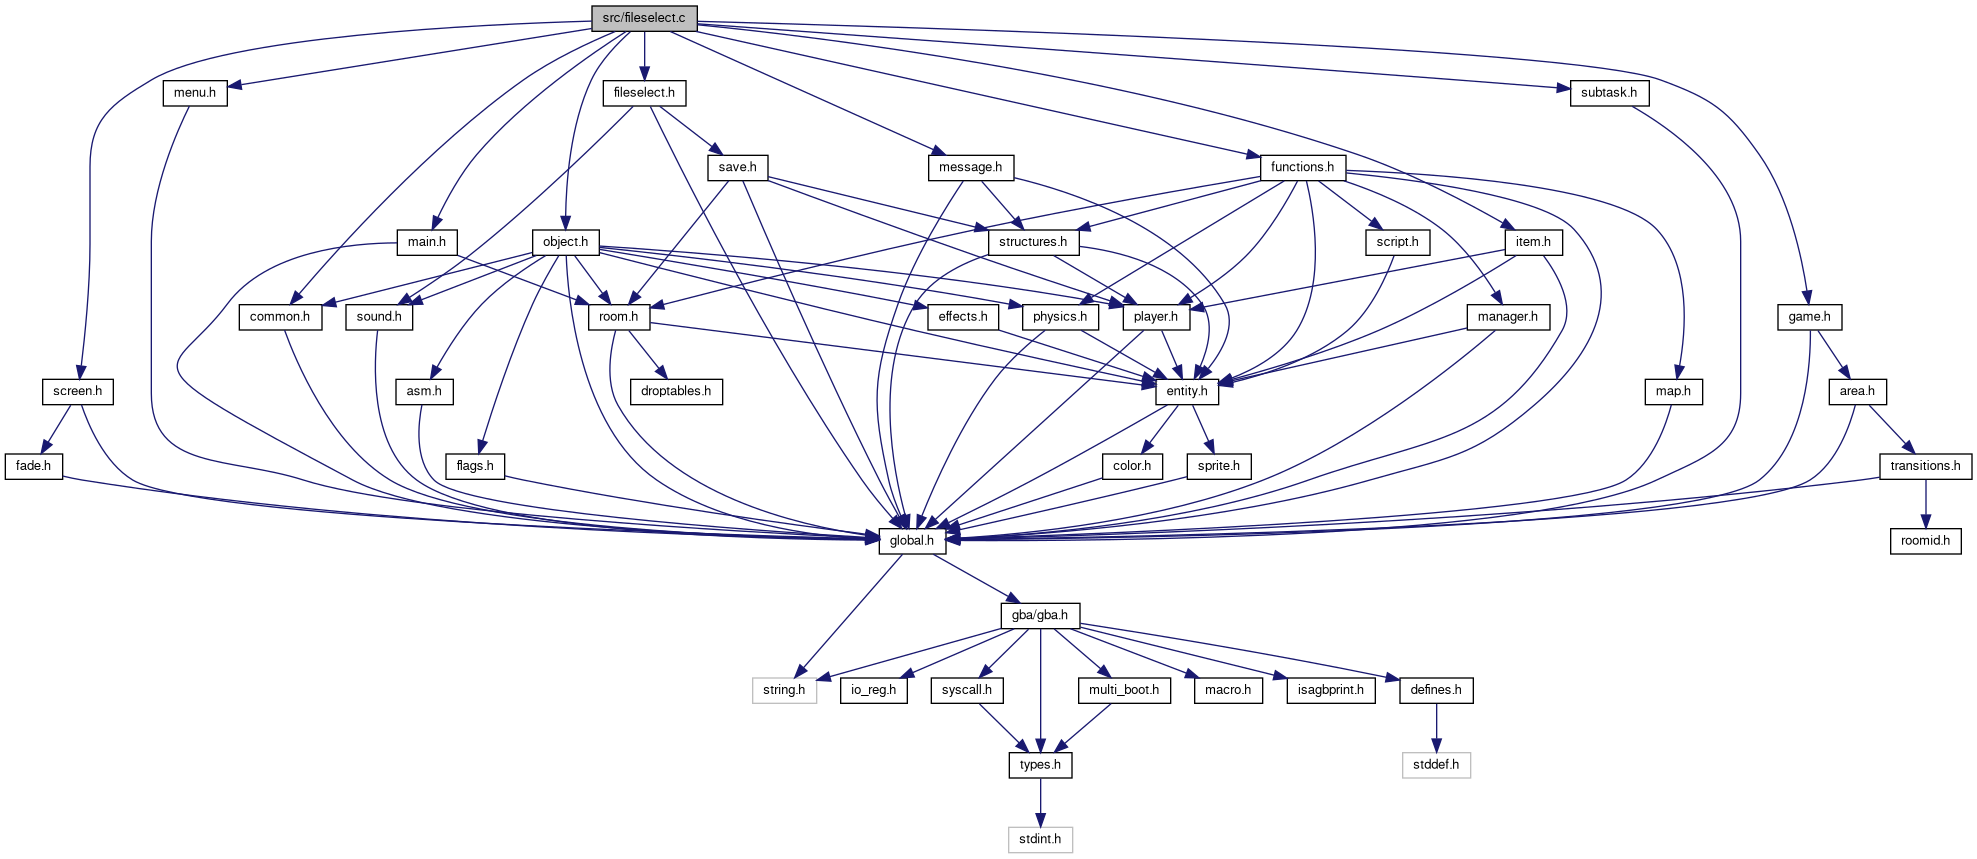 src/fileselect.c
menu.h
fileselect.h
subtask.h
save.h
message.h
functions.h
main.h
object.h
structures.h
script.h
item.h
common.h
sound.h
room.h
effects.h
physics.h
player.h
manager.h
game.h
screen.h
asm.h
droptables.h
entity.h
map.h
area.h
fade.h
flags.h
color.h
sprite.h
transitions.h
global.h
roomid.h
gba/gba.h
string.h
io_reg.h
syscall.h
multi_boot.h
macro.h
isagbprint.h
defines.h
types.h
stddef.h
stdint.h